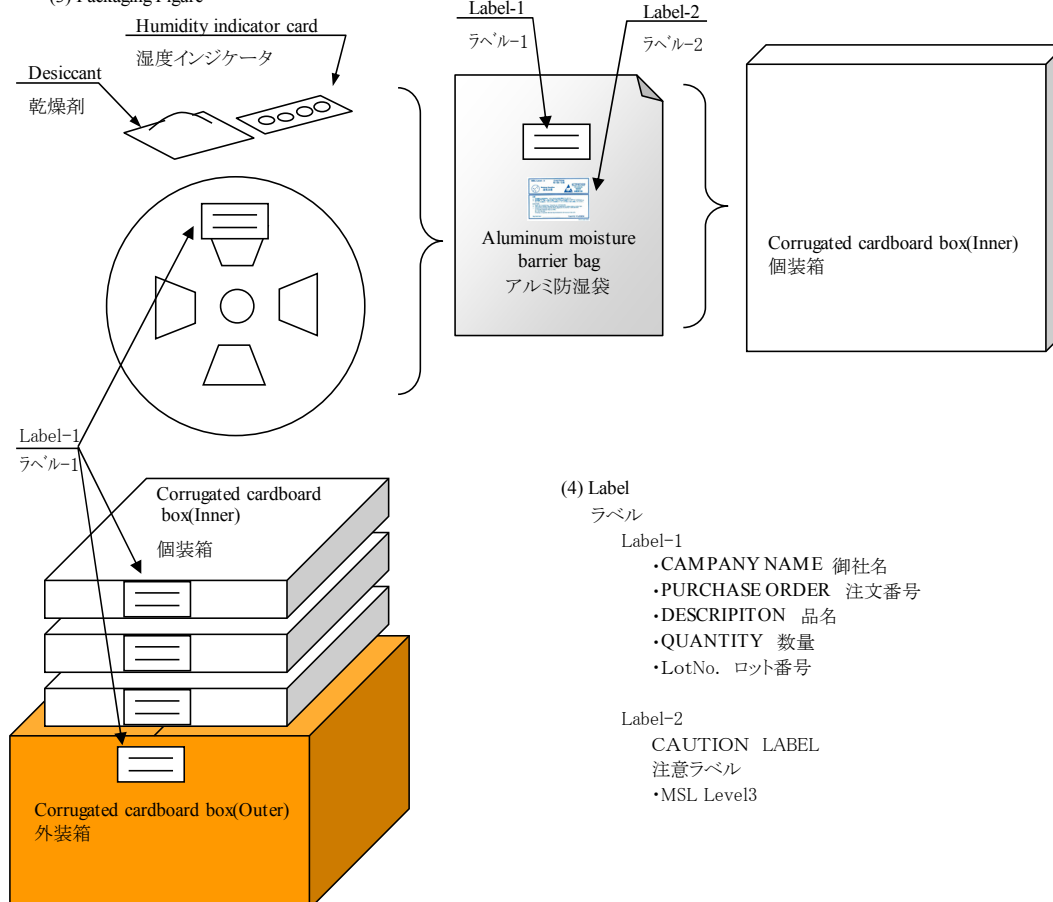 (3) Packaging Figure
Humidity indicator card
湿度インジケータ
Desiccant
乾燥剤
Label-1
ラベル-1
Label-2
ラベル-2
Aluminum moisture
barrier bag
アルミ防湿袋
Corrugated cardboard box(Inner)
個装箱
Label-1
ラベル-1
Corrugated cardboard
box(Inner)
個装箱
Corrugated cardboard box(Outer)
外装箱
(4) Label
ラベル
Label-1
・CAMPANY NAME 御社名
・PURCHASE ORDER 注文番号
・DESCRIPITON 品名
・QUANTITY 数量
・LotNo. ロット番号
Label-2
CAUTION LABEL
注意ラベル
・MSL Level3